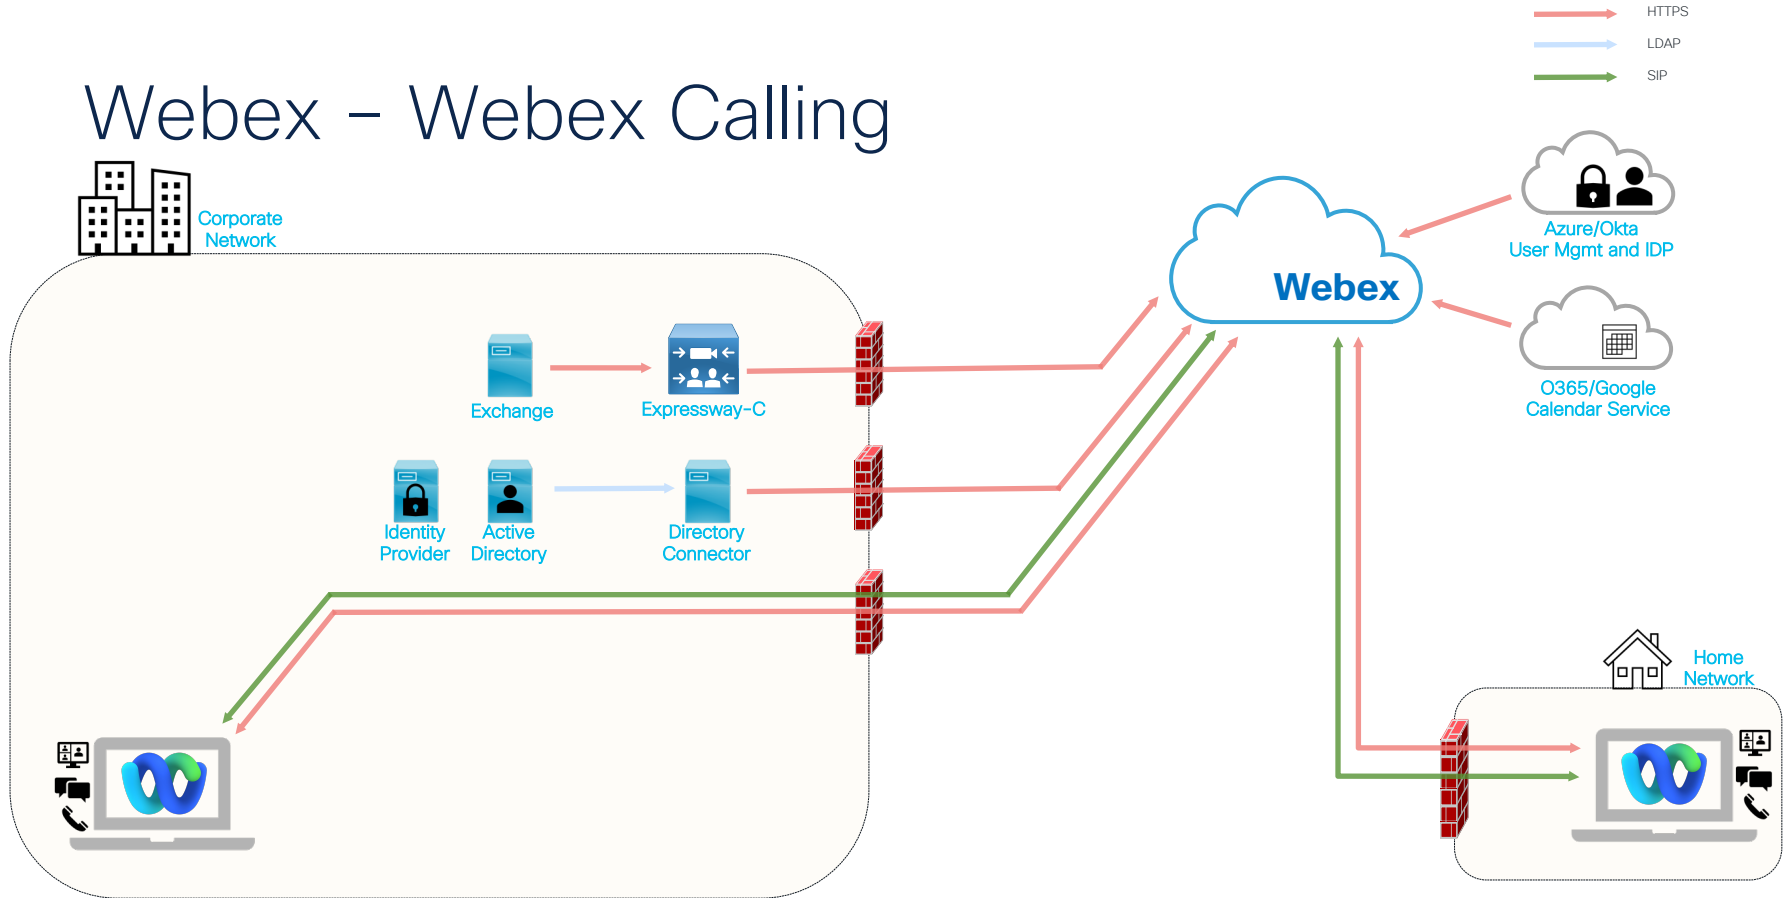 HTTPS
LDAP
SIP
Webex – Webex Calling
Corporate
Network
Azure/Okta
User Mgmt and IDP
Webex
O365/Google
Calendar Service
Exchange
Expressway-C
Identity
Provider
Active
Directory
Directory
Connector
Home
Network